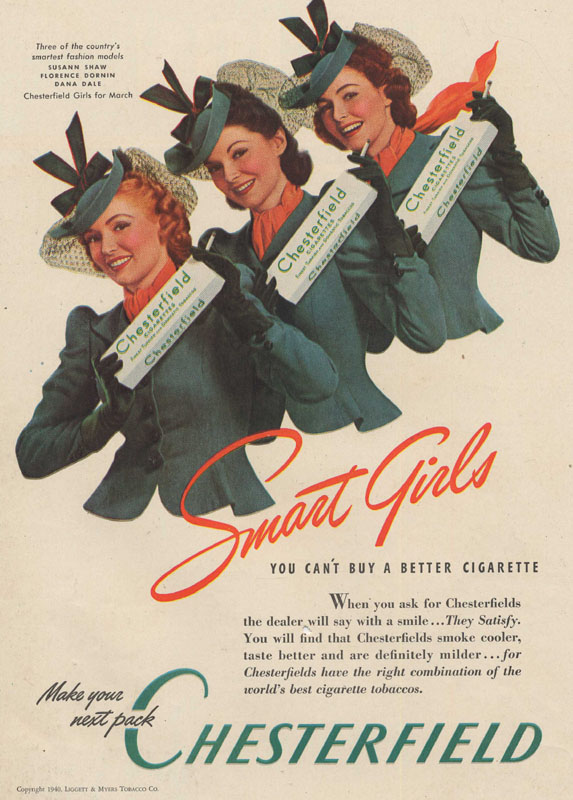 Three of the country's
smartest fashion models
SUSANN SHAW
FLORENCE DORNIN
DANA DALE
Chesterfield Girls for March
Chesterfield
CIGARETTES
Chesterfield
Chesterfield
CIGARETTES
Chesterfield
Chesterfield
CIGARETTES
Chesterfield
Smart Girls
YOU CAN'T BUY A BETTER CIGARETTE
When you ask for Chesterfields
the dealer will say with a smile...They Satisfy.
You will find that Chesterfields smoke cooler,
taste better and are definitely milder...for
Chesterfields have the right combination of the
world's best cigarette tobaccos.
Make your
next pack
CHESTERFIELD
Copyright 1940, LIGGETT & MYERS TOBACCO CO.